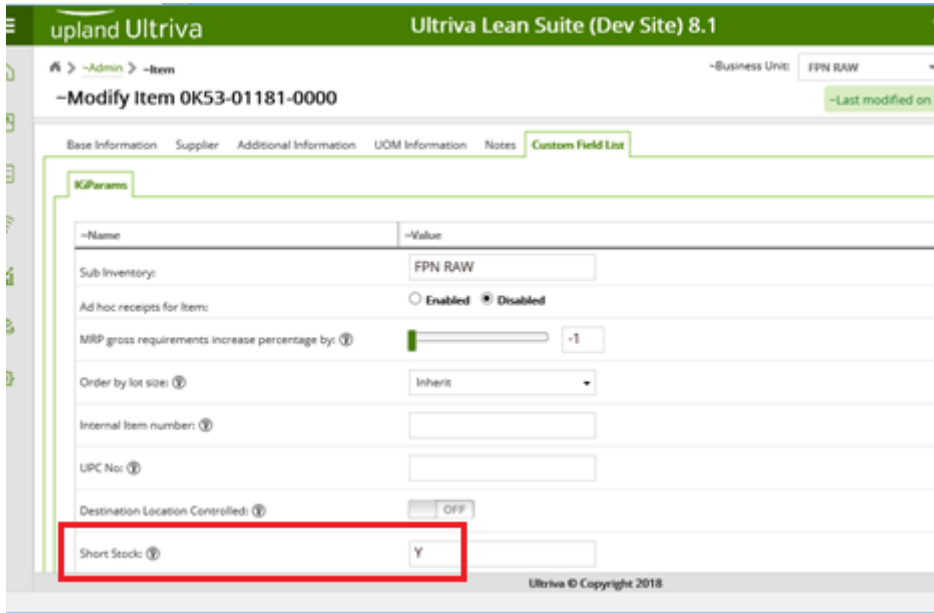 upland Ultriva Ultriva Lean Suite (Dev Site) 8.1
> ~Admin > ~Item ~Business Unit: FPN RAW
~Modify Item 0K53-01181-0000 ~Last modified on
Base Information Supplier Additional Information UOM Information Notes Custom Field List
KiParams
~Name ~Value
Sub Inventory: FPN RAW
Ad hoc receipts for Item: Enabled Disabled
MRP gross requirements increase percentage by: -1
Order by lot size: Inherit
Internal Item number:
UPC No:
Destination Location Controlled: OFF
Short Stock: Y
Ultriva © Copyright 2018